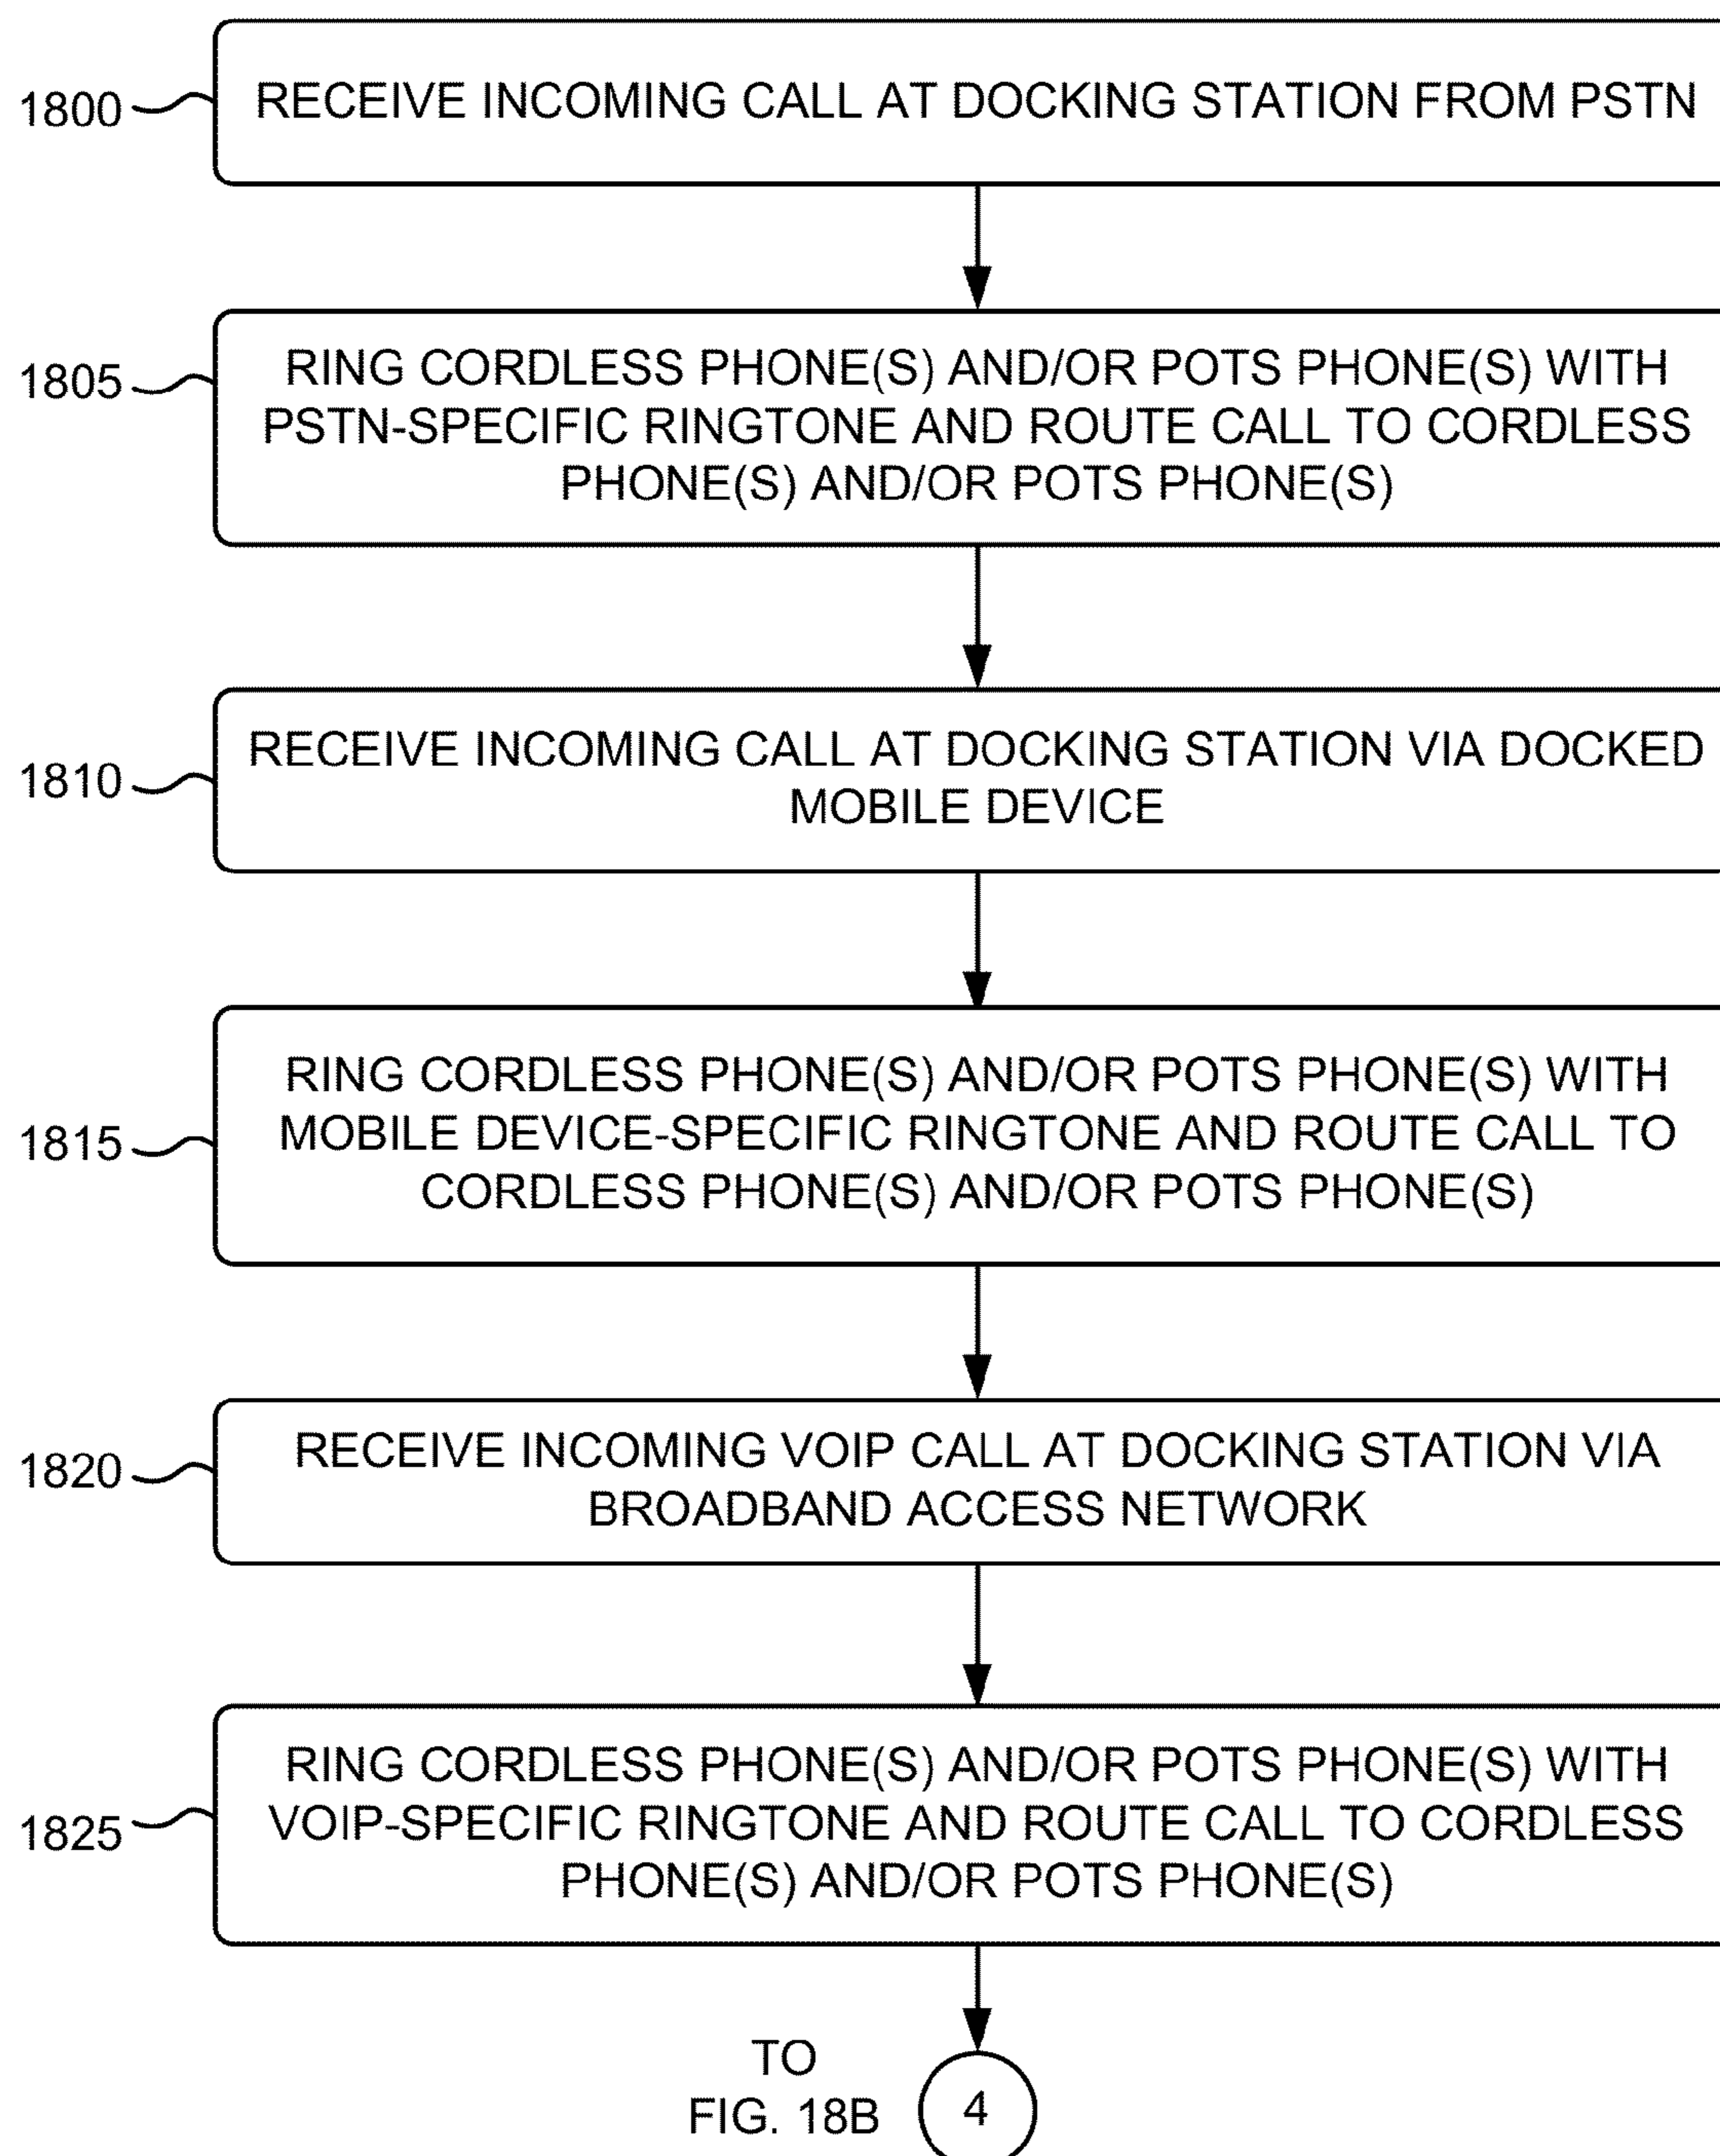 1800
RECEIVE INCOMING CALL AT DOCKING STATION FROM PSTN
1805
RING CORDLESS PHONE(S) AND/OR POTS PHONE(S) WITH
PSTN-SPECIFIC RINGTONE AND ROUTE CALL TO CORDLESS
PHONE(S) AND/OR POTS PHONE(S)
1810
RECEIVE INCOMING CALL AT DOCKING STATION VIA DOCKED
MOBILE DEVICE
1815
RING CORDLESS PHONE(S) AND/OR POTS PHONE(S) WITH
MOBILE DEVICE-SPECIFIC RINGTONE AND ROUTE CALL TO
CORDLESS PHONE(S) AND/OR POTS PHONE(S)
1820
RECEIVE INCOMING VOIP CALL AT DOCKING STATION VIA
BROADBAND ACCESS NETWORK
1825
RING CORDLESS PHONE(S) AND/OR POTS PHONE(S) WITH
VOIP-SPECIFIC RINGTONE AND ROUTE CALL TO CORDLESS
PHONE(S) AND/OR POTS PHONE(S)
TO
FIG. 18B
4